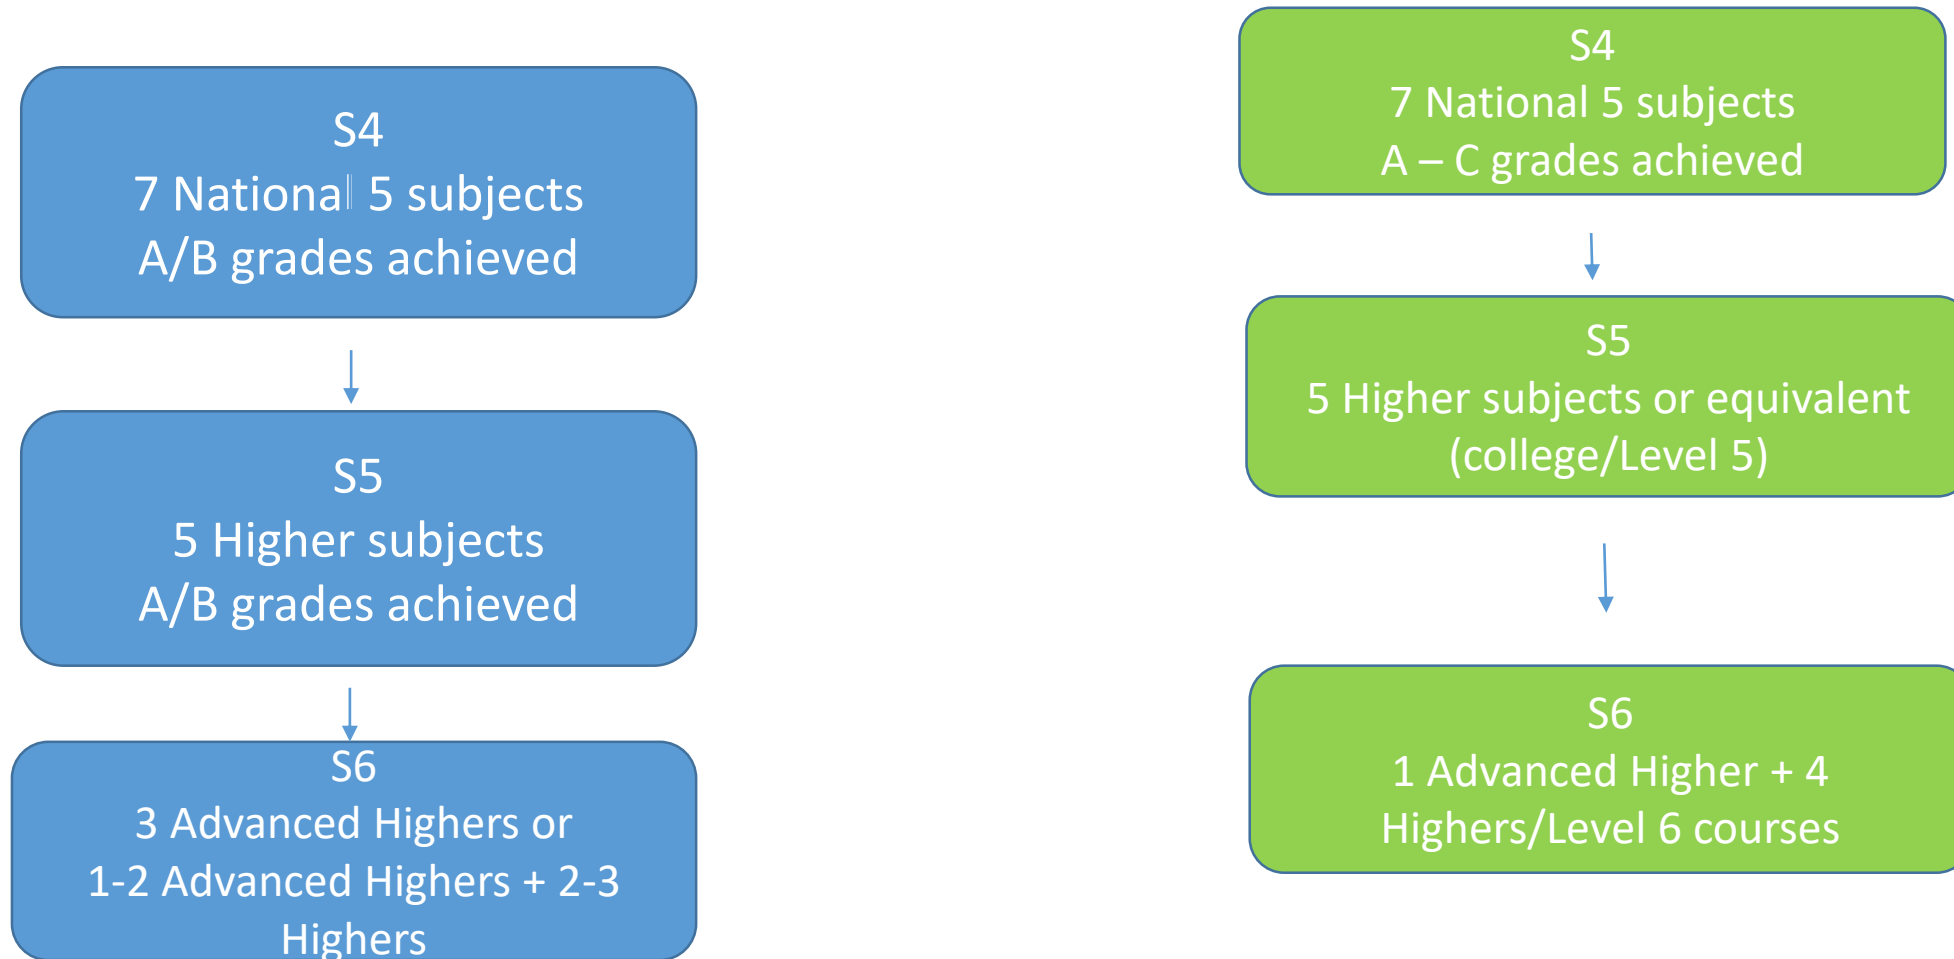 S4
7 National 5 subjects
A/B grades achieved
S5
5 Higher subjects
A/B grades achieved
S6
3 Advanced Highers or
1-2 Advanced Highers + 2-3
Highers
S4
7 National 5 subjects
A – C grades achieved
S5
5 Higher subjects or equivalent
(college/Level 5)
S6
1 Advanced Higher + 4
Highers/Level 6 courses